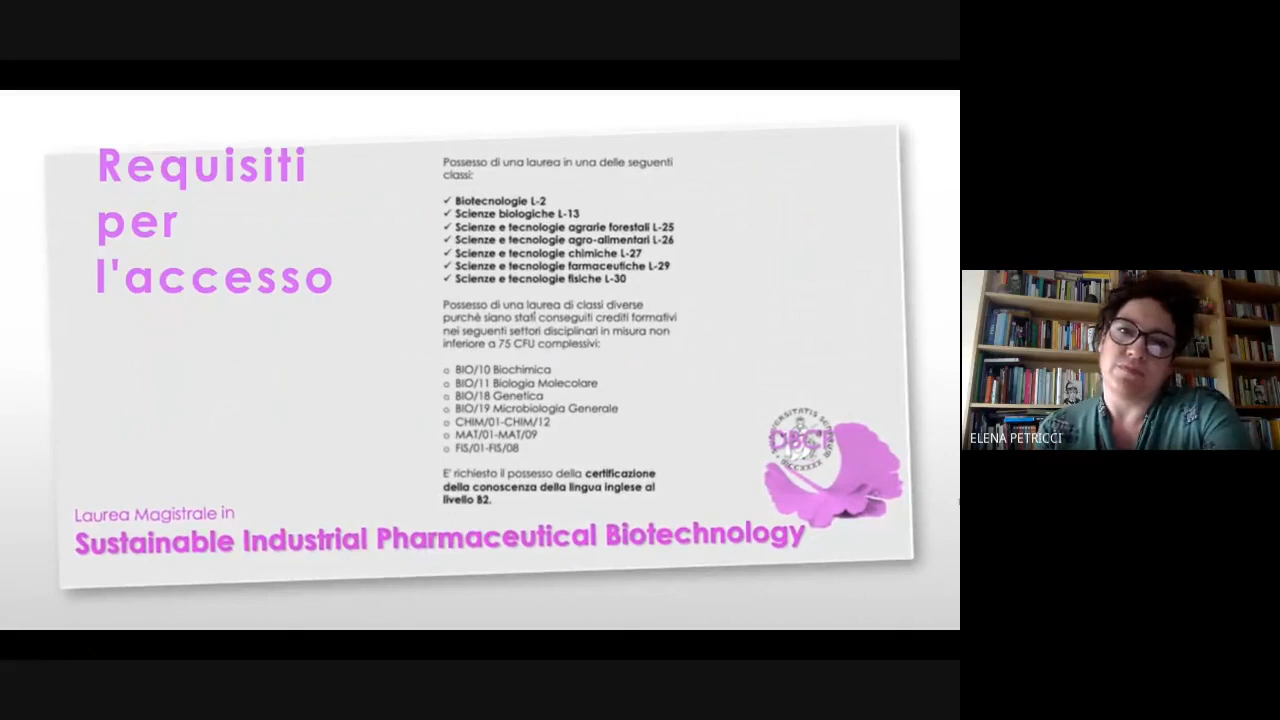 Requisiti
per
l'accesso
Possesso di una laurea in una delle seguenti
classi:
✓ Biotecnologie L-2
✓ Scienze biologiche L-13
✓ Scienze e tecnologie agrarie forestali L-25
✓ Scienze e tecnologie agro-alimentari L-26
✓ Scienze e tecnologie chimiche L-27
✓ Scienze e tecnologie farmaceutiche L-29
✓ Scienze e tecnologie fisiche L-30
Possesso di una laurea di classi diverse
purchè siano stati conseguiti crediti formativi
nei seguenti settori disciplinari in misura non
inferiore a 75 CFU complessivi:
o BIO/10 Biochimica
o BIO/11 Biologia Molecolare
o BIO/18 Genetica
o BIO/19 Microbiologia Generale
o CHIM/01-CHIM/12
o MAT/01-MAT/09
o FIS/01-FIS/08
E' richiesto il possesso della certificazione
della conoscenza della lingua inglese al
livello B2.
Laurea Magistrale in
Sustainable Industrial Pharmaceutical Biotechnology
ELENA PETRICCI